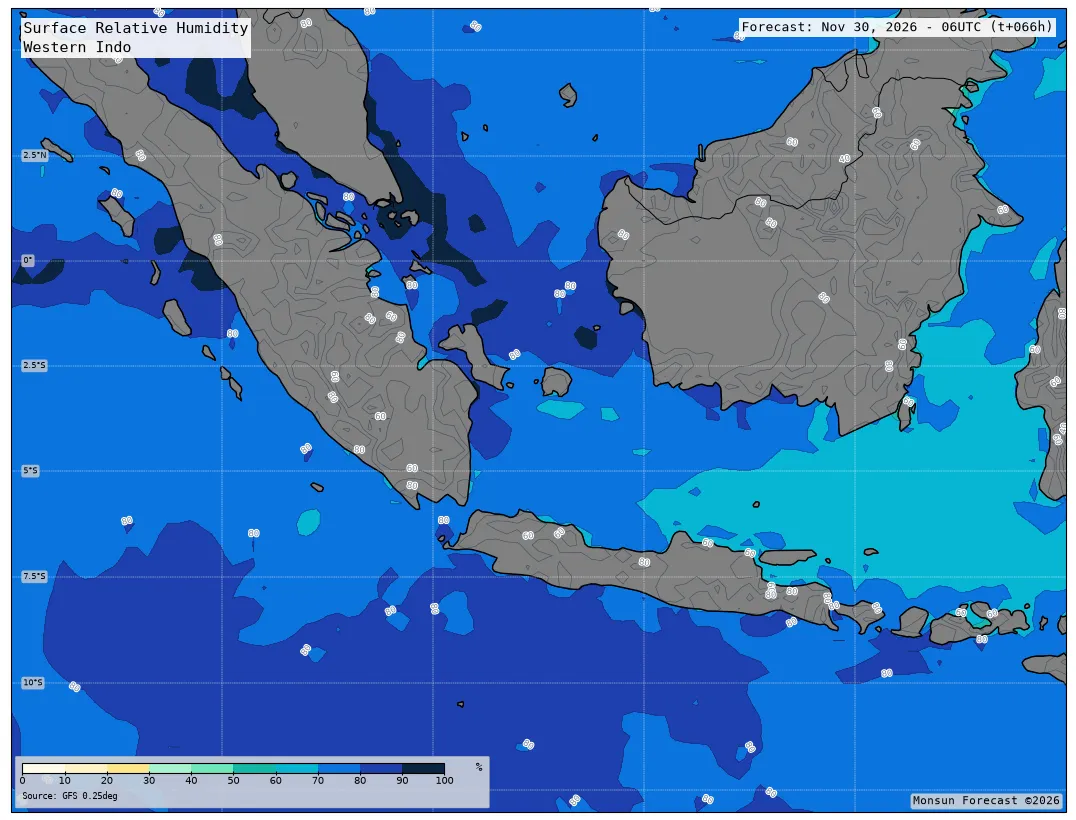 Surface Relative Humidity
Western Indo
Forecast: Nov 30, 2026 - 06UTC (t+066h)
2.5°N
0°
2.5°S
5°S
7.5°S
10°S
%
0 10 20 30 40 50 60 70 80 90 100
Source: GFS 0.25deg
Monsun Forecast ©2026